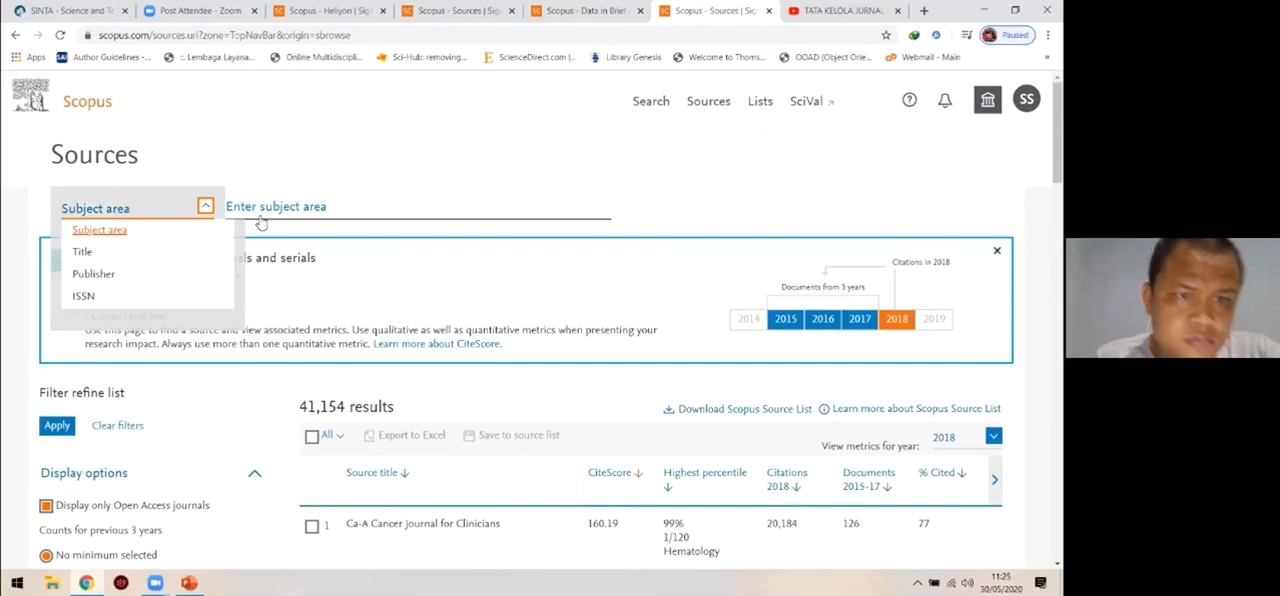 SINTA - Science and Te
Post Attendee - Zoom
Scopus - Heliyon | Sig
Scopus - Sources | Sig
Scopus - Data in Brief
Scopus - Sources | Sig
TATA KELOLA JURNAL
scopus.com/sources.uri?zone=TopNavBar&origin=sbrowse
Paused
Apps
SAI
Author Guidelines -...
.:: Lembaga Layana...
Online Multidiscipli...
Sci-Hub: removing...
ScienceDirect.com |...
Library Genesis
Welcome to Thoms...
OOAD (Object Orie...
Webmail - Main
Scopus
Search
Sources
Lists
SciVal
SS
Sources
Subject area
Enter subject area
Subject area
Title
Publisher
ISSN
als and serials
Citations in 2018
Documents from 3 years
2014 2015 2016 2017 2018 2019
Use this page to find a source and view associated metrics. Use qualitative as well as quantitative metrics when presenting your
research impact. Always use more than one quantitative metric. Learn more about CiteScore.
Filter refine list
Apply
Clear filters
41,154 results
Download Scopus Source List
Learn more about Scopus Source List
All
Export to Excel
Save to source list
View metrics for year:
2018
Display options
Source title
CiteScore
Highest percentile
Citations 2018
Documents 2015-17
% Cited
Display only Open Access journals
Counts for previous 3 years
No minimum selected
1
Ca-A Cancer Journal for Clinicians
160.19
99%
1/120
Hematology
20,184
126
77
11:25
30/05/2020